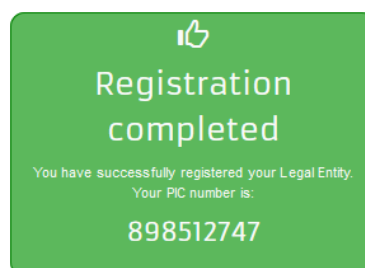 Registration
completed
You have successfully registered your Legal Entity.
Your PIC number is:
898512747